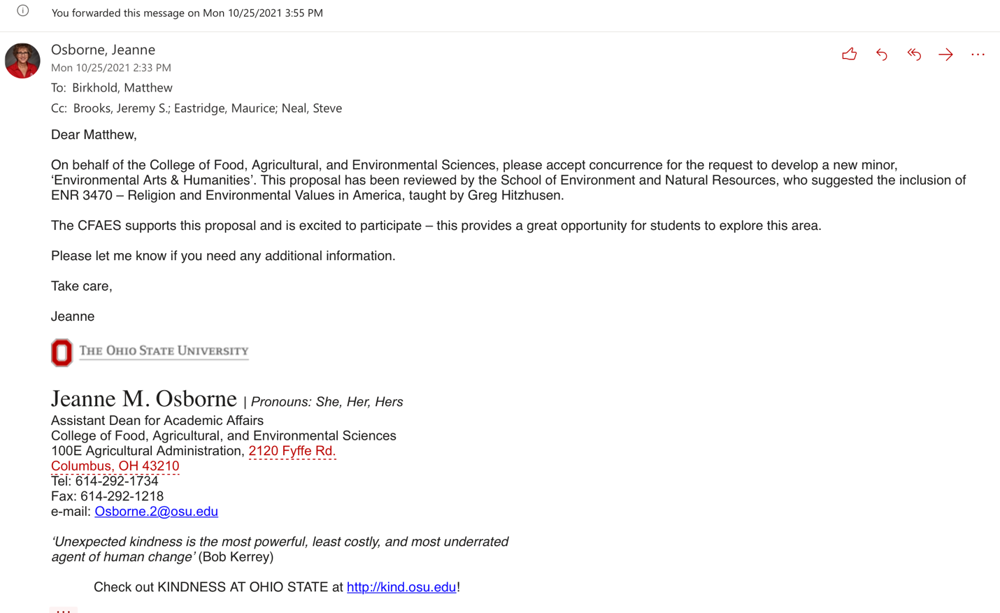 You forwarded this message on Mon 10/25/2021 3:55 PM
Osborne, Jeanne
Mon 10/25/2021 2:33 PM
To: Birkhold, Matthew
Cc: Brooks, Jeremy S.; Eastridge, Maurice; Neal, Steve
Dear Matthew,
On behalf of the College of Food, Agricultural, and Environmental Sciences, please accept concurrence for the request to develop a new minor,
‘Environmental Arts & Humanities’. This proposal has been reviewed by the School of Environment and Natural Resources, who suggested the inclusion of
ENR 3470 – Religion and Environmental Values in America, taught by Greg Hitzhusen.
The CFAES supports this proposal and is excited to participate – this provides a great opportunity for students to explore this area.
Please let me know if you need any additional information.
Take care,
Jeanne
THE OHIO STATE UNIVERSITY
Jeanne M. Osborne | Pronouns: She, Her, Hers
Assistant Dean for Academic Affairs
College of Food, Agricultural, and Environmental Sciences
100E Agricultural Administration, 2120 Fyffe Rd.
Columbus, OH 43210
Tel: 614-292-1734
Fax: 614-292-1218
e-mail: Osborne.2@osu.edu
‘Unexpected kindness is the most powerful, least costly, and most underrated
agent of human change’ (Bob Kerrey)
Check out KINDNESS AT OHIO STATE at http://kind.osu.edu!